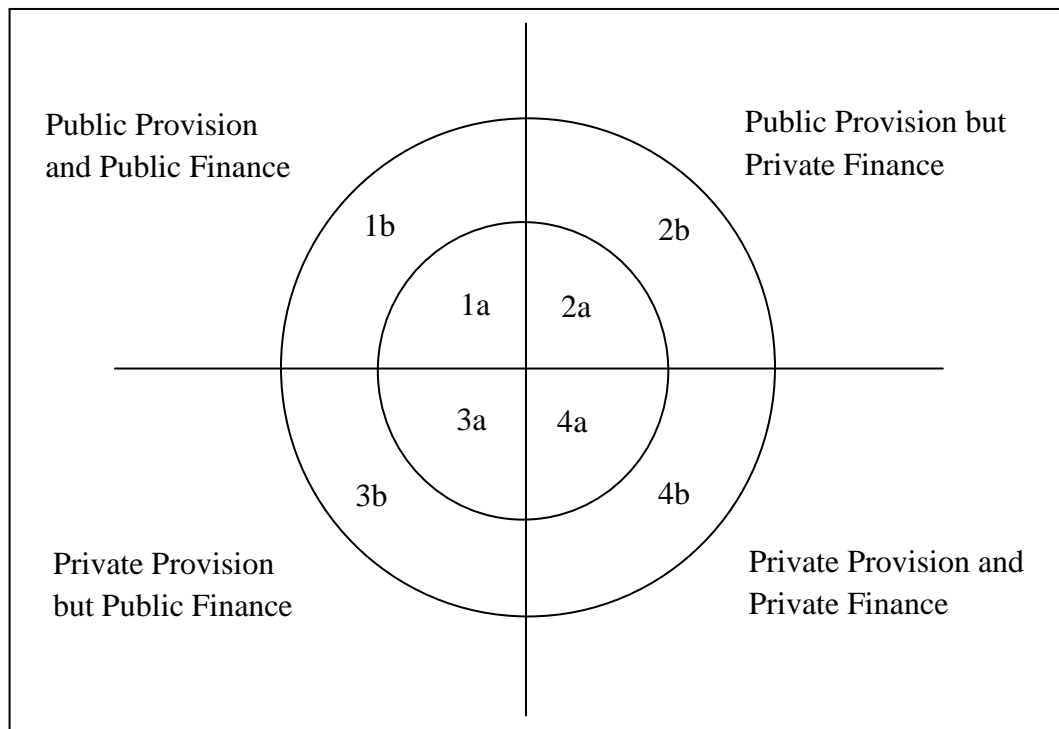 Public Provision
and Public Finance
Public Provision but
Private Finance
1b
2b
1a
2a
3a
4a
3b
4b
Private Provision
but Public Finance
Private Provision and
Private Finance